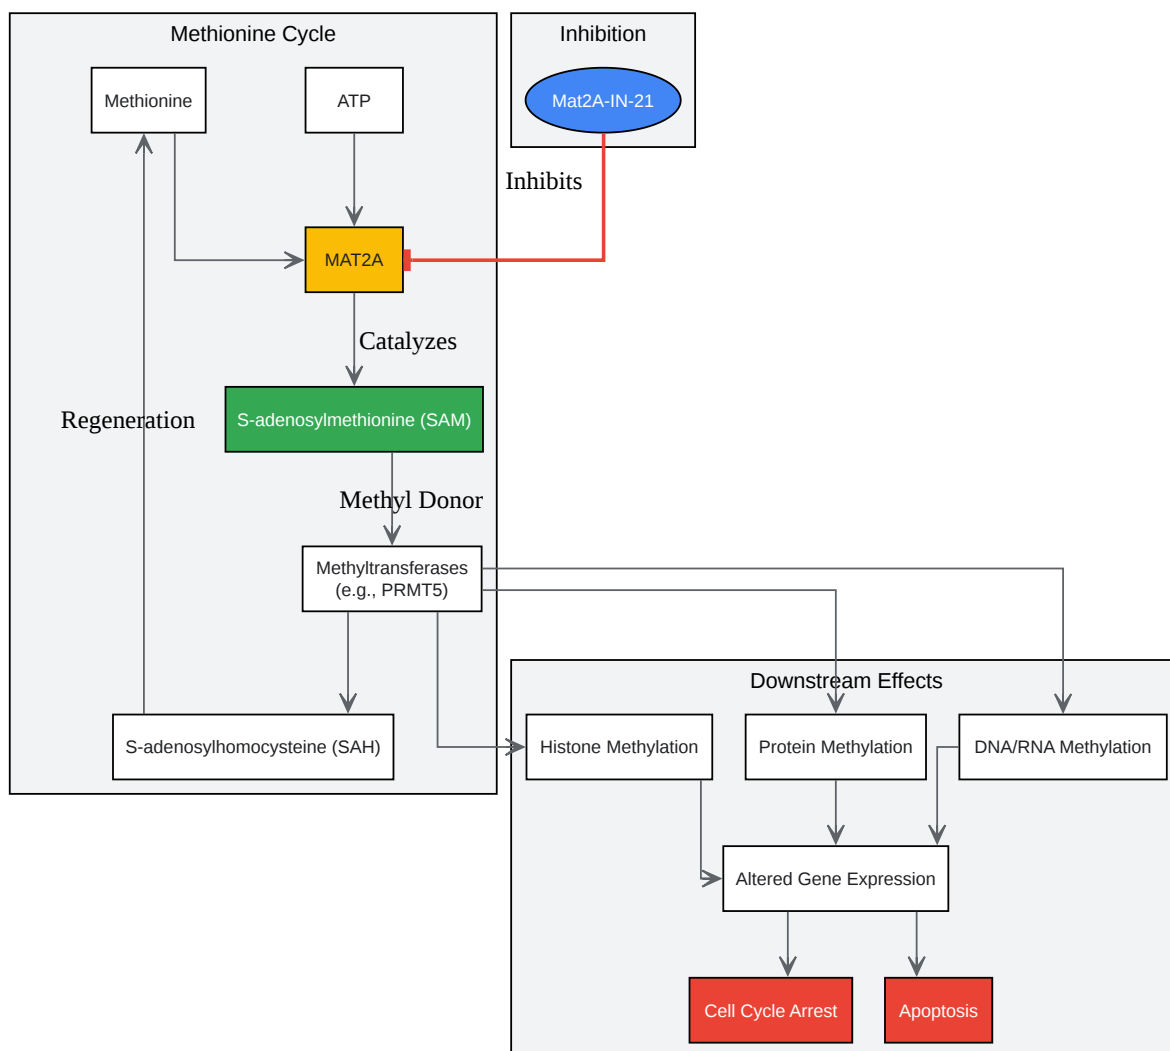 Methionine Cycle
Inhibition
Methionine
ATP
Mat2A-IN-21
Inhibits
MAT2A
Catalyzes
Regeneration
S-adenosylmethionine (SAM)
Methyl Donor
Methyltransferases
(e.g., PRMT5)
Downstream Effects
S-adenosylhomocysteine (SAH)
Histone Methylation
Protein Methylation
DNA/RNA Methylation
Altered Gene Expression
Cell Cycle Arrest
Apoptosis